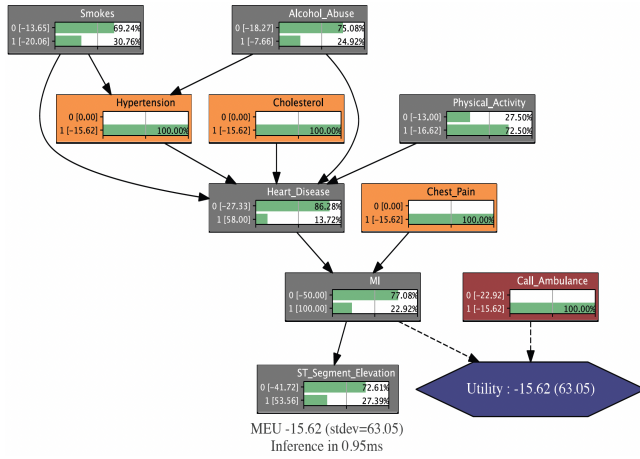 Smokes
0 [-13.65] 69.24%
1 [-20.06] 30.76%
Alcohol_Abuse
0 [-18.27] 75.08%
1 [-7.66] 24.92%
Hypertension
0 [0.00]
1 [-15.62] 100.00%
Cholesterol
0 [0.00]
1 [-15.62] 100.00%
Physical_Activity
0 [-13.00] 27.50%
1 [-16.62] 72.50%
Heart_Disease
0 [-27.33] 86.28%
1 [58.00] 13.72%
Chest_Pain
0 [0.00]
1 [-15.62] 100.00%
MI
0 [-50.00] 77.08%
1 [100.00] 22.92%
Call_Ambulance
0 [-22.92]
1 [-15.62] 100.00%
ST_Segment_Elevation
0 [-41.72] 72.61%
1 [53.56] 27.39%
Utility : -15.62 (63.05)
MEU -15.62 (stdev=63.05)
Inference in 0.95ms